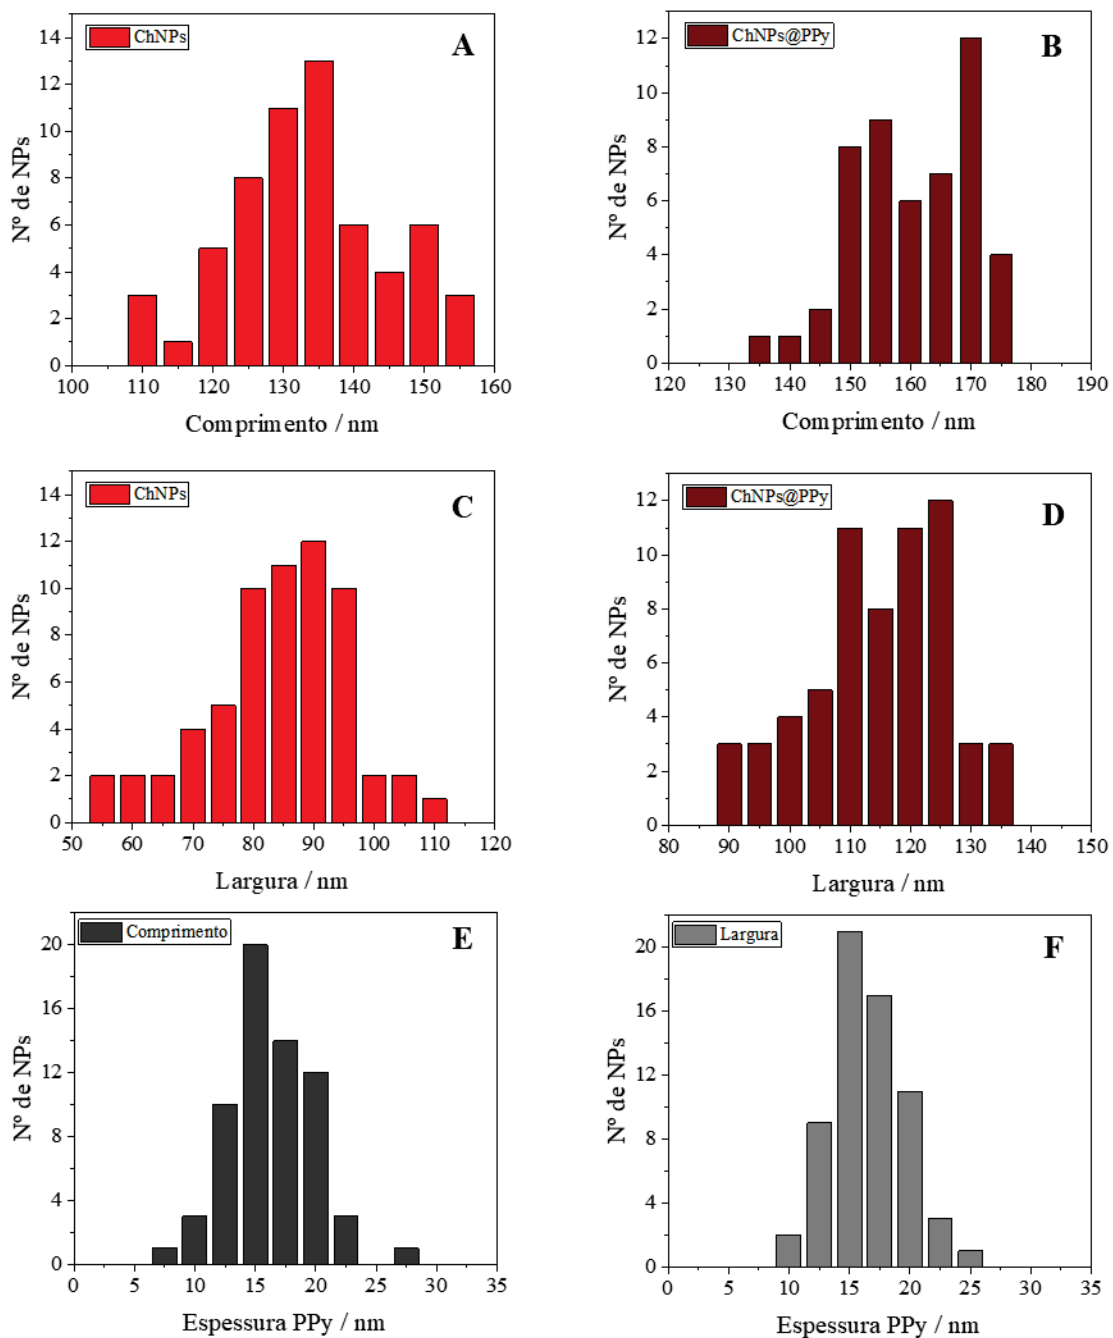 ChNPs
A
14
12
10
8
6
4
2
0
Nº de NPs
100 110 120 130 140 150 160
Comprimento / nm
ChNPs@PPy
B
12
10
8
6
4
2
0
Nº de NPs
120 130 140 150 160 170 180 190
Comprimento / nm
ChNPs
C
14
12
10
8
6
4
2
0
Nº de NPs
50 60 70 80 90 100 110 120
Largura / nm
ChNPs@PPy
D
12
10
8
6
4
2
0
Nº de NPs
80 90 100 110 120 130 140 150
Largura / nm
Comprimento
E
20
16
12
8
4
0
Nº de NPs
0 5 10 15 20 25 30 35
Espessura PPy / nm
Largura
F
20
16
12
8
4
0
Nº de NPs
0 5 10 15 20 25 30 35
Espessura PPy / nm